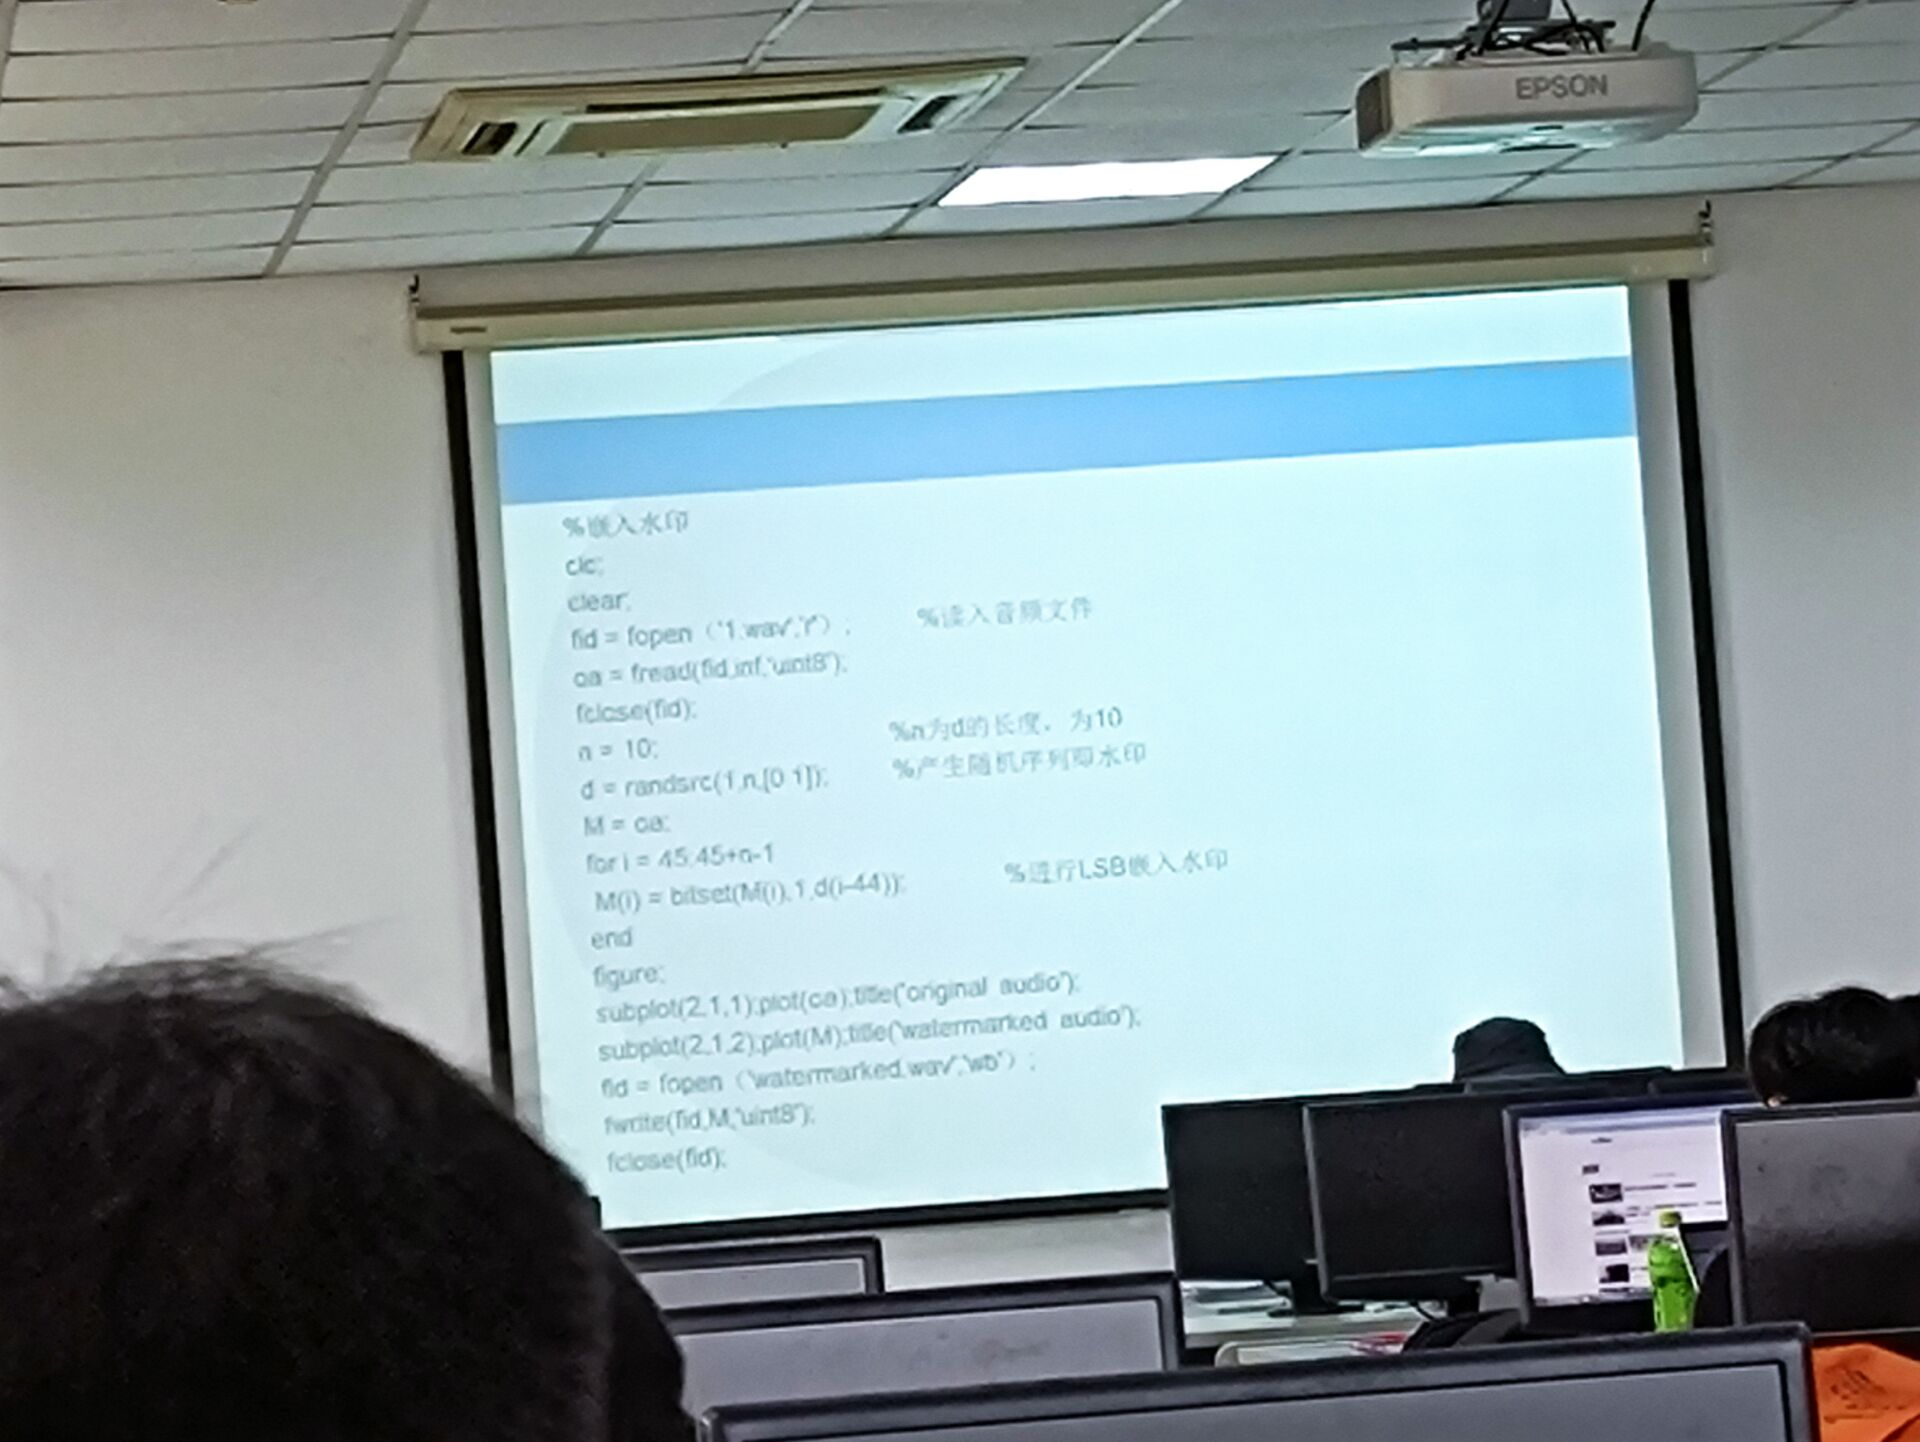 EPSON
%嵌入水印
clc;
clear;
fid = fopen（'1.wav','r'）; %读入音频文件
oa = fread(fid,inf,'uint8');
fclose(fid);
n = 10; %n为d的长度，为10
d = randsrc(1,n,[0 1]); %产生随机序列即水印
M = oa;
for i = 45:45+n-1
M(i) = bitset(M(i),1,d(i-44)); %进行LSB嵌入水印
end
figure;
subplot(2,1,1);plot(oa);title('original audio');
subplot(2,1,2);plot(M);title('watermarked audio');
fid = fopen（'watermarked.wav','wb'）;
fwrite(fid,M,'uint8');
fclose(fid);